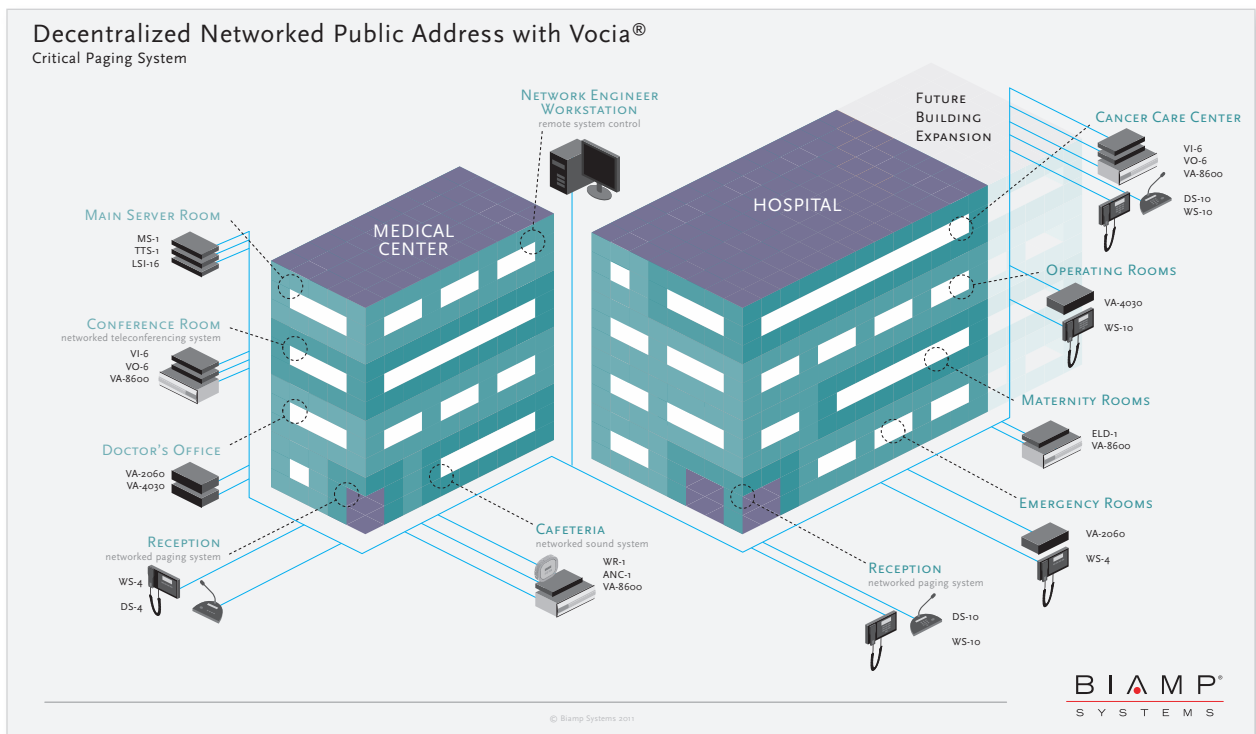 Decentralized Networked Public Address with Vocia®
Critical Paging System
Network Engineer
Workstation
remote system control
Future
Building
Expansion
Cancer Care Center
VI-6
VO-6
VA-8600
DS-10
WS-10
Main Server Room
MS-1
TTS-1
LSI-16
MEDICAL
CENTER
HOSPITAL
Operating Rooms
VA-4030
WS-10
Conference Room
networked teleconferencing system
VI-6
VO-6
VA-8600
Maternity Rooms
ELD-1
VA-8600
Doctor's Office
VA-2060
VA-4030
Emergency Rooms
VA-2060
WS-4
Reception
networked paging system
WS-4
DS-4
Cafeteria
networked sound system
WR-1
ANC-1
VA-8600
Reception
networked paging system
DS-10
WS-10
BIAMP®
SYSTEMS
© Biamp Systems 2011